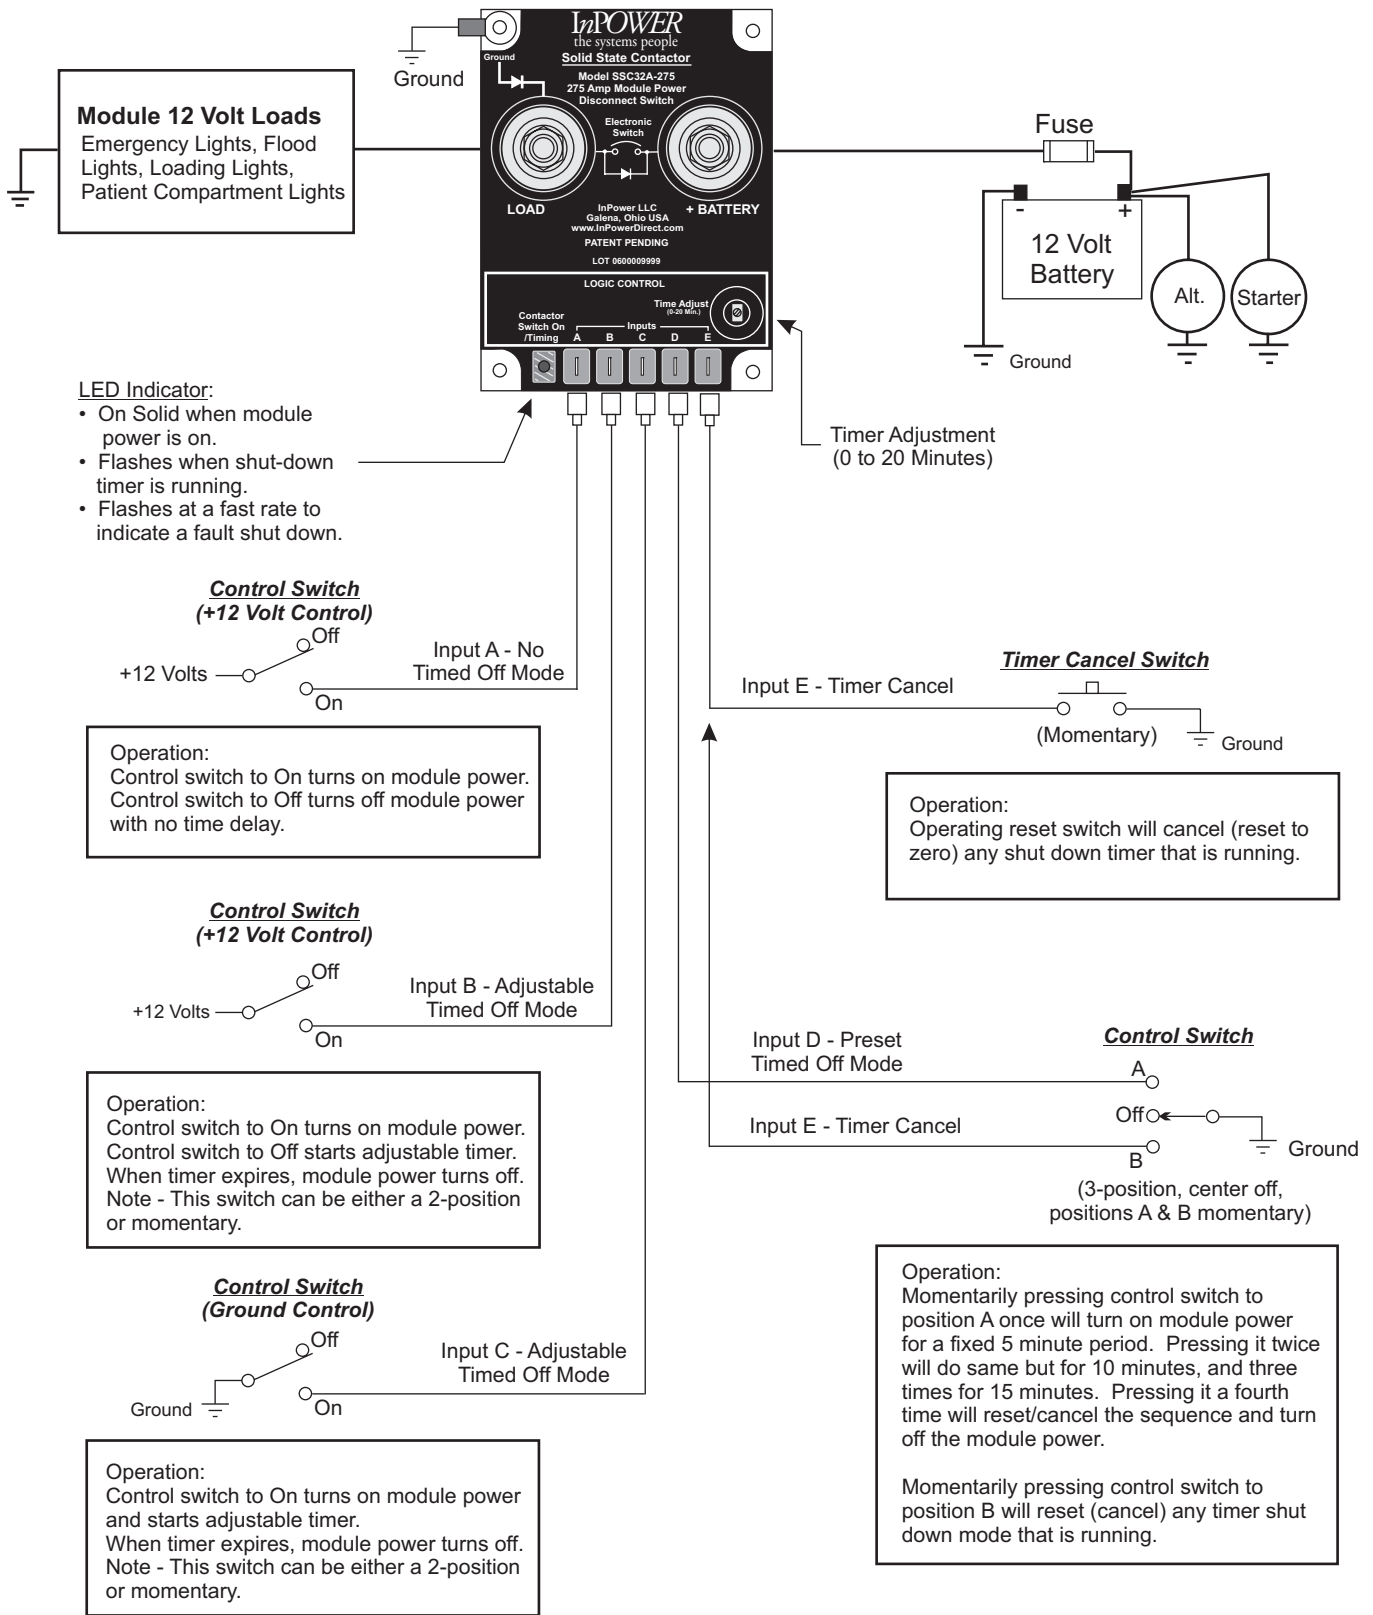 InPOWER
the systems people
Solid State Contactor
Ground
Model SSC32A-275
275 Amp Module Power
Disconnect Switch
Electronic
Switch
LOAD
+ BATTERY
InPower LLC
Galena, Ohio USA
www.InPowerDirect.com
PATENT PENDING
LOT 0600009999
LOGIC CONTROL
Time Adjust
(0-20 Min.)
Contactor
Switch On
/Timing
Inputs
A B C D E
Ground
Module 12 Volt Loads
Emergency Lights, Flood
Lights, Loading Lights,
Patient Compartment Lights
Fuse
- +
12 Volt
Battery
Alt.
Starter
Ground
LED Indicator:
• On Solid when module
power is on.
• Flashes when shut-down
timer is running.
• Flashes at a fast rate to
indicate a fault shut down.
Timer Adjustment
(0 to 20 Minutes)
Control Switch
(+12 Volt Control)
Off
+12 Volts
On
Input A - No
Timed Off Mode
Operation:
Control switch to On turns on module power.
Control switch to Off turns off module power
with no time delay.
Timer Cancel Switch
Input E - Timer Cancel
(Momentary)
Ground
Operation:
Operating reset switch will cancel (reset to
zero) any shut down timer that is running.
Control Switch
(+12 Volt Control)
Off
+12 Volts
On
Input B - Adjustable
Timed Off Mode
Operation:
Control switch to On turns on module power.
Control switch to Off starts adjustable timer.
When timer expires, module power turns off.
Note - This switch can be either a 2-position
or momentary.
Input D - Preset
Timed Off Mode
Control Switch
A
Off
B
Input E - Timer Cancel
Ground
(3-position, center off,
positions A & B momentary)
Operation:
Momentarily pressing control switch to
position A once will turn on module power
for a fixed 5 minute period. Pressing it twice
will do same but for 10 minutes, and three
times for 15 minutes. Pressing it a fourth
time will reset/cancel the sequence and turn
off the module power.
Momentarily pressing control switch to
position B will reset (cancel) any timer shut
down mode that is running.
Control Switch
(Ground Control)
Off
Ground
On
Input C - Adjustable
Timed Off Mode
Operation:
Control switch to On turns on module power
and starts adjustable timer.
When timer expires, module power turns off.
Note - This switch can be either a 2-position
or momentary.